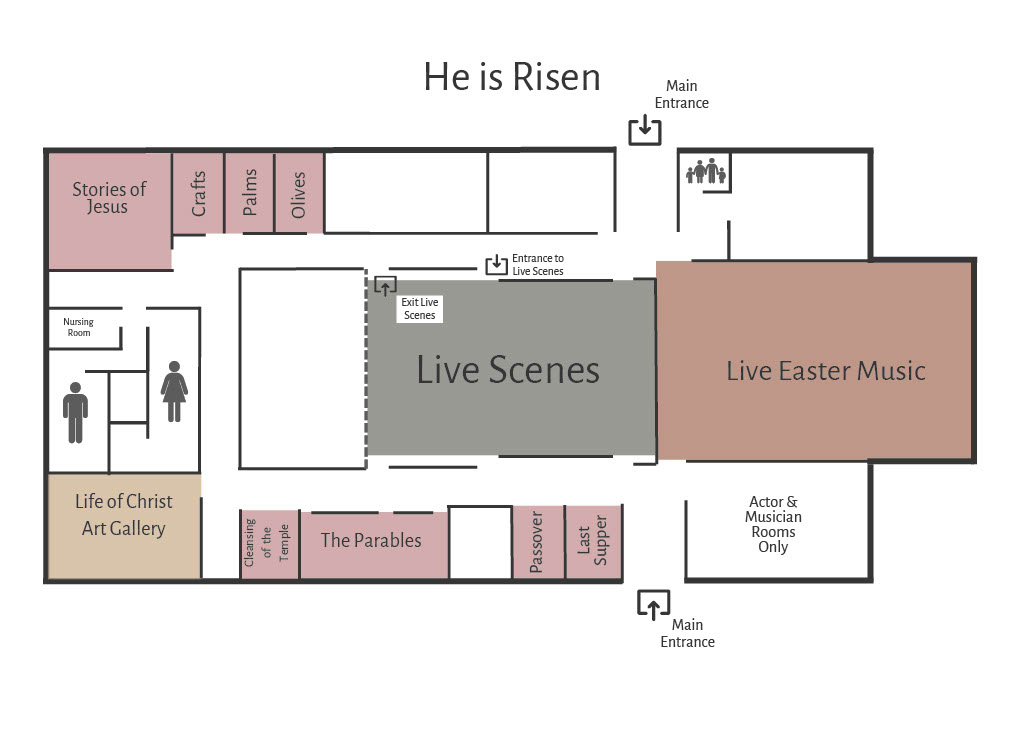 He is Risen
Main
Entrance
Stories of
Jesus
Crafts
Palms
Olives
Entrance to
Live Scenes
Exit Live
Scenes
Nursing
Room
Live Scenes
Live Easter Music
Life of Christ
Art Gallery
Cleansing
of the
Temple
The Parables
Passover
Last
Supper
Actor &
Musician
Rooms
Only
Main
Entrance